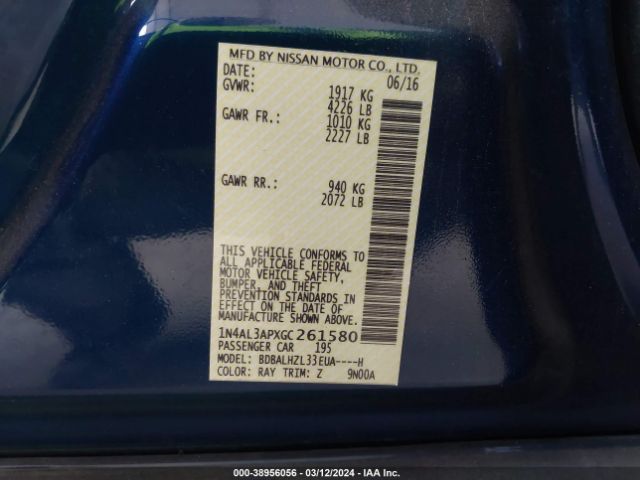 MFD BY NISSAN MOTOR CO., LTD.
DATE: 06/16
GVWR: 1917 KG
4226 LB
GAWR FR.: 1010 KG
2227 LB
GAWR RR.: 940 KG
2072 LB
THIS VEHICLE CONFORMS TO
ALL APPLICABLE FEDERAL
MOTOR VEHICLE SAFETY,
BUMPER, AND THEFT
PREVENTION STANDARDS
IN EFFECT ON THE DATE OF
MANUFACTURE SHOWN ABOVE.
1N4AL3APXGC261580
PASSENGER CAR 195
MODEL: BDBALHZL33EUA----H
COLOR: RAY TRIM: Z 9N00A
000-38956056 - 03/12/2024 - IAA Inc.